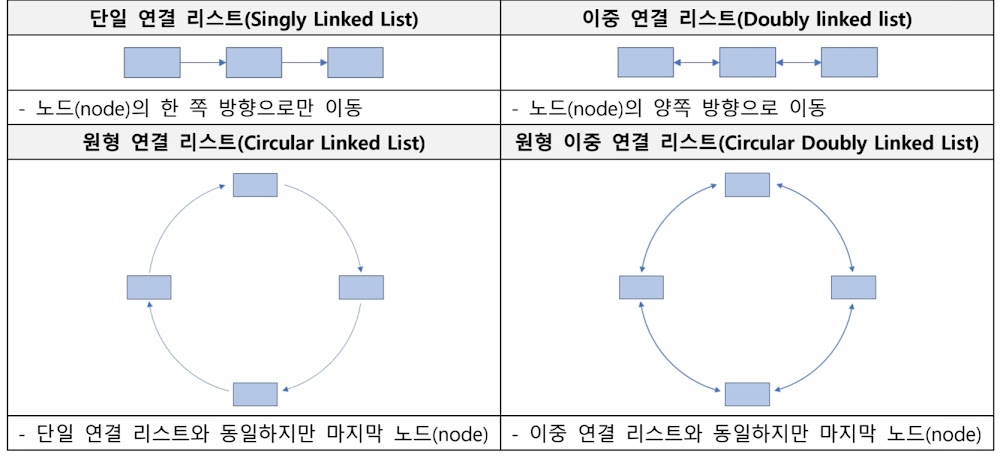 단일 연결 리스트(Singly Linked List)
이중 연결 리스트(Doubly linked list)
- 노드(node)의 한 쪽 방향으로만 이동
- 노드(node)의 양쪽 방향으로 이동
원형 연결 리스트(Circular Linked List)
원형 이중 연결 리스트(Circular Doubly Linked List)
- 단일 연결 리스트와 동일하지만 마지막 노드(node)
- 이중 연결 리스트와 동일하지만 마지막 노드(node)